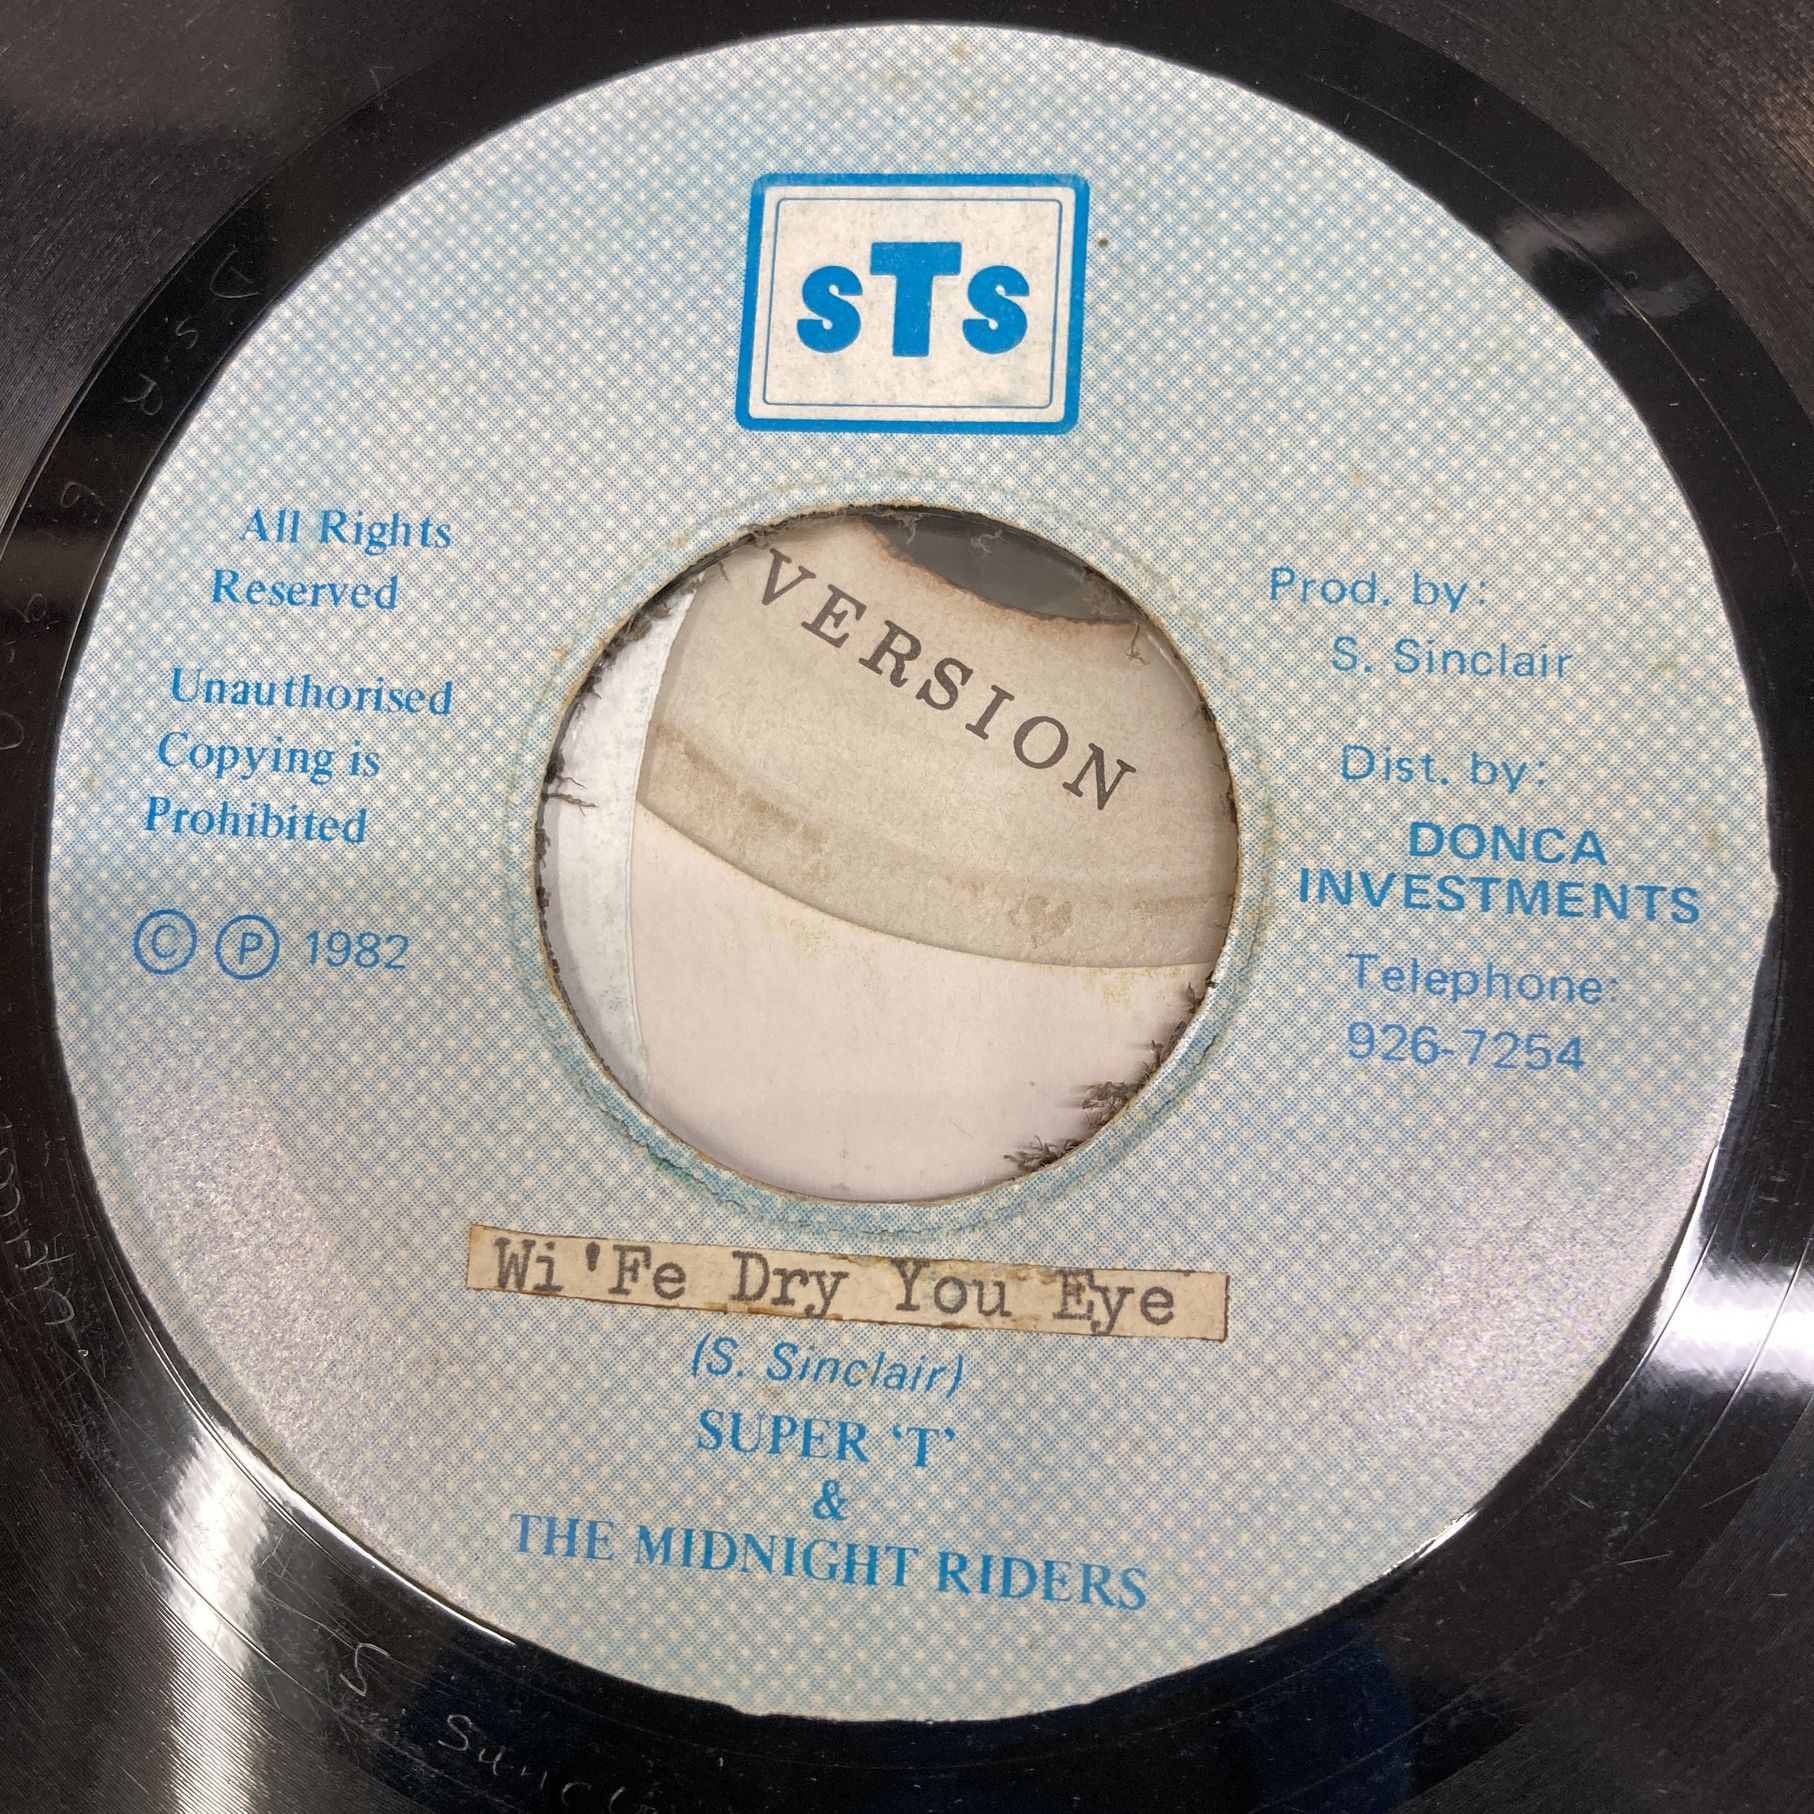 STS
All Rights
Reserved
Unauthorised
Copying is
Prohibited
© ℗ 1982
VERSION
Prod. by:
S. Sinclair
Dist. by:
DONCA
INVESTMENTS
Telephone:
926-7254
Wi'Fe Dry You Eye
(S. Sinclair)
SUPER ‘T’
&
THE MIDNIGHT RIDERS